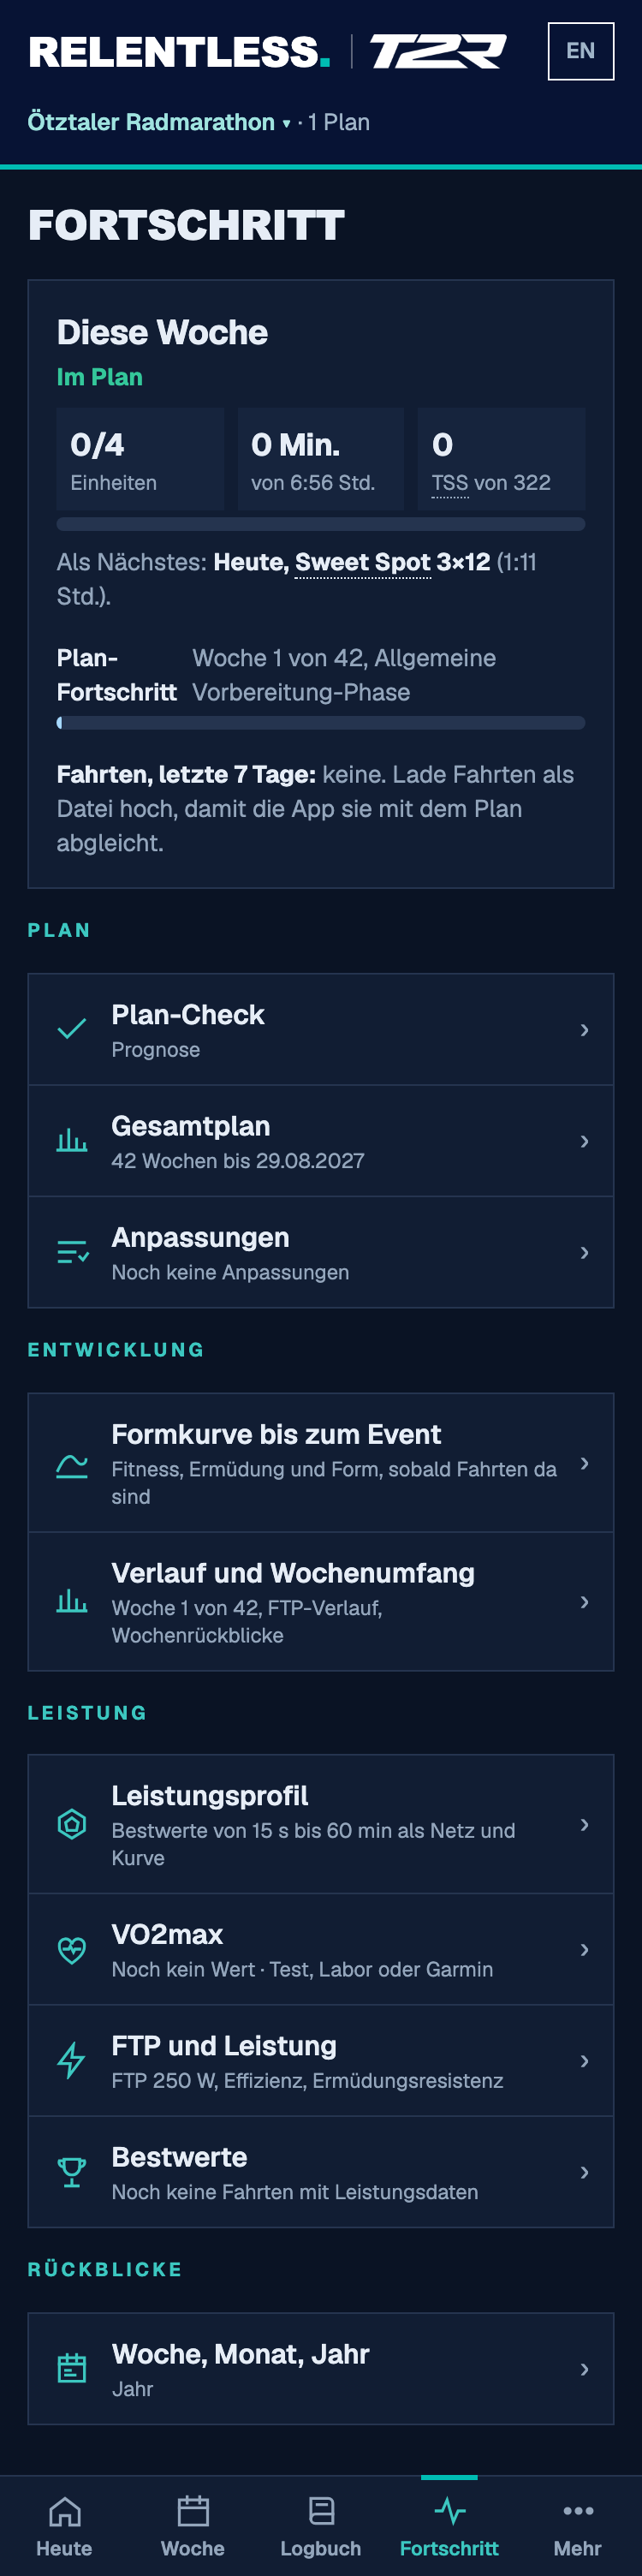 RELENTLESS. | T2R EN
Ötztaler Radmarathon ▾ · 1 Plan
FORTSCHRITT
Diese Woche
Im Plan
0/4
Einheiten
0 Min.
von 6:56 Std.
0
TSS von 322
Als Nächstes: Heute, Sweet Spot 3×12 (1:11
Std.).
Plan-
Fortschritt
Woche 1 von 42, Allgemeine
Vorbereitung-Phase
Fahrten, letzte 7 Tage: keine. Lade Fahrten als
Datei hoch, damit die App sie mit dem Plan
abgleicht.
PLAN
Plan-Check
Prognose
Gesamtplan
42 Wochen bis 29.08.2027
Anpassungen
Noch keine Anpassungen
ENTWICKLUNG
Formkurve bis zum Event
Fitness, Ermüdung und Form, sobald Fahrten da
sind
Verlauf und Wochenumfang
Woche 1 von 42, FTP-Verlauf,
Wochenrückblicke
LEISTUNG
Leistungsprofil
Bestwerte von 15 s bis 60 min als Netz und
Kurve
VO2max
Noch kein Wert · Test, Labor oder Garmin
FTP und Leistung
FTP 250 W, Effizienz, Ermüdungsresistenz
Bestwerte
Noch keine Fahrten mit Leistungsdaten
RÜCKBLICKE
Woche, Monat, Jahr
Jahr
Heute Woche Logbuch Fortschritt Mehr